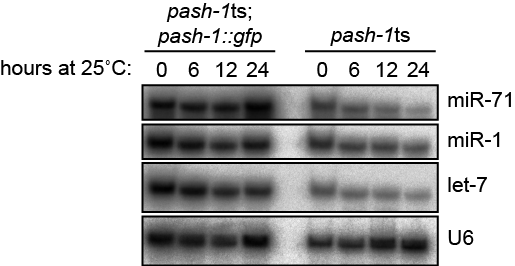 pash-1ts;
pash-1::gfp pash-1ts
hours at 25°C: 0 6 12 24 0 6 12 24
miR-71
miR-1
let-7
U6